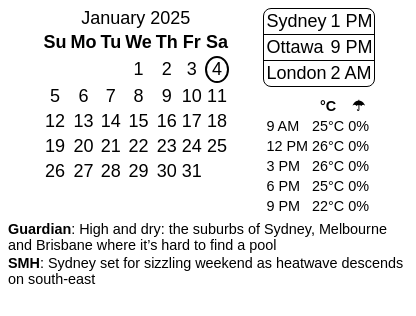 January 2025
Su Mo Tu We Th Fr Sa
1 2 3 4
5 6 7 8 9 10 11
12 13 14 15 16 17 18
19 20 21 22 23 24 25
26 27 28 29 30 31
Sydney 1 PM
Ottawa 9 PM
London 2 AM
°C ☂
9 AM 25°C 0%
12 PM 26°C 0%
3 PM 26°C 0%
6 PM 25°C 0%
9 PM 22°C 0%
Guardian: High and dry: the suburbs of Sydney, Melbourne
and Brisbane where it’s hard to find a pool
SMH: Sydney set for sizzling weekend as heatwave descends
on south-east